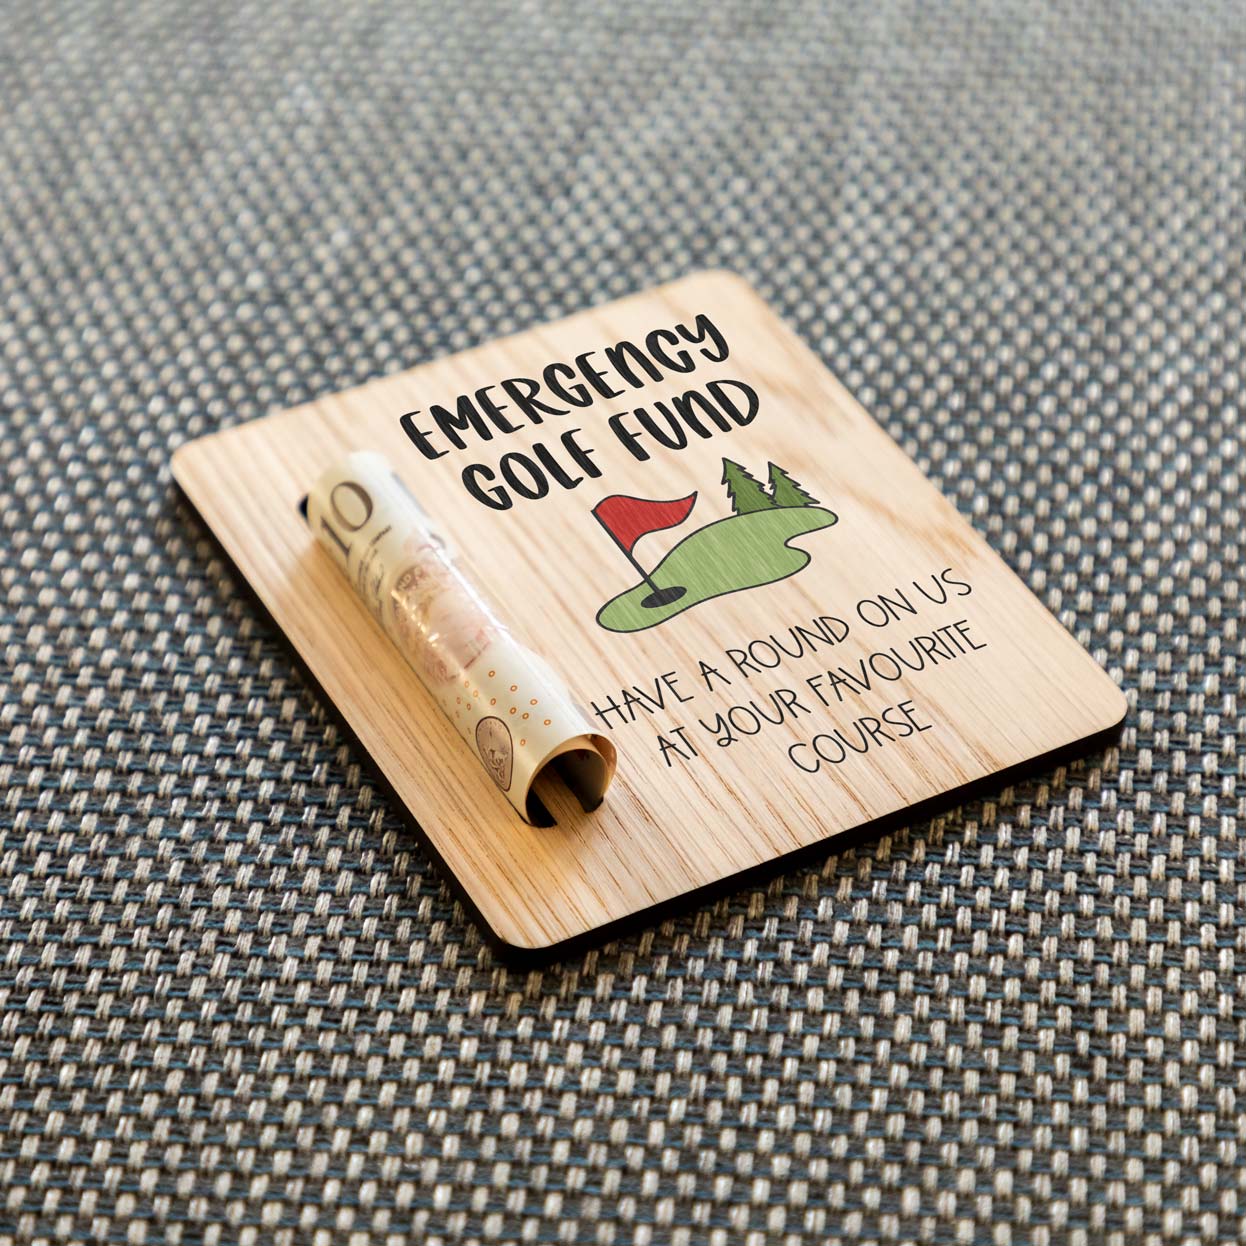 EMERGENCY
GOLF FUND
10
HAVE A ROUND ON US
AT YOUR FAVOURITE
COURSE